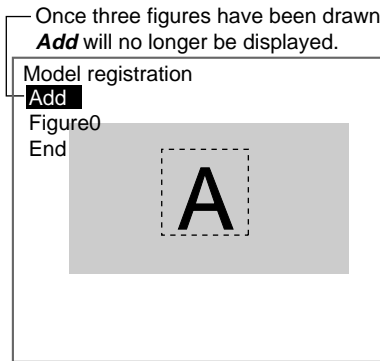 Once three figures have been drawn
Add will no longer be displayed.
Model registration
Add
Figure0
End
A